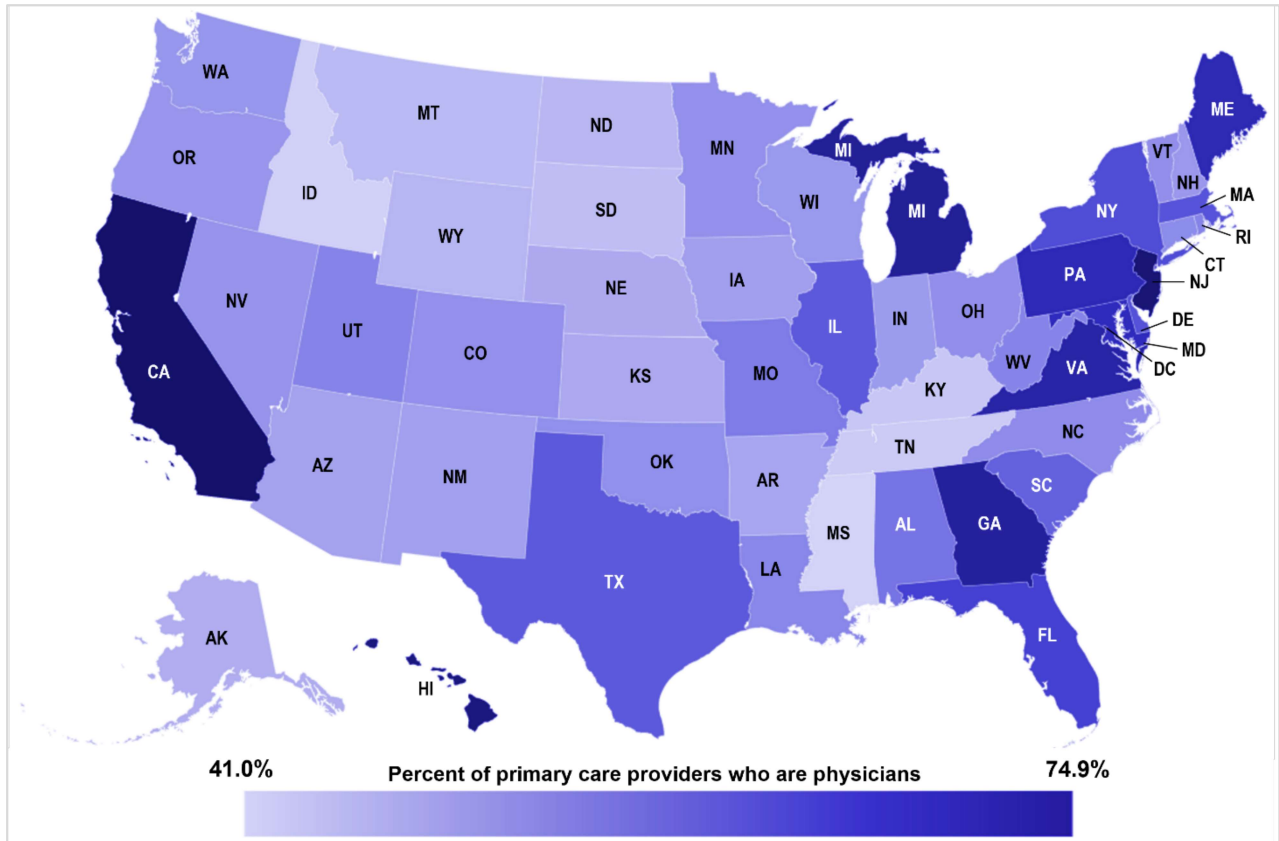 WA
MT
ND
MN
ME
OR
ID
SD
WI
MI
MI
VT
NH
NY
MA
RI
CT
WY
NV
UT
CO
NE
IA
IL
IN
OH
PA
NJ
DE
MD
DC
CA
KS
MO
KY
WV
VA
AZ
NM
OK
AR
TN
NC
SC
MS
AL
GA
TX
LA
FL
AK
HI
41.0% Percent of primary care providers who are physicians 74.9%